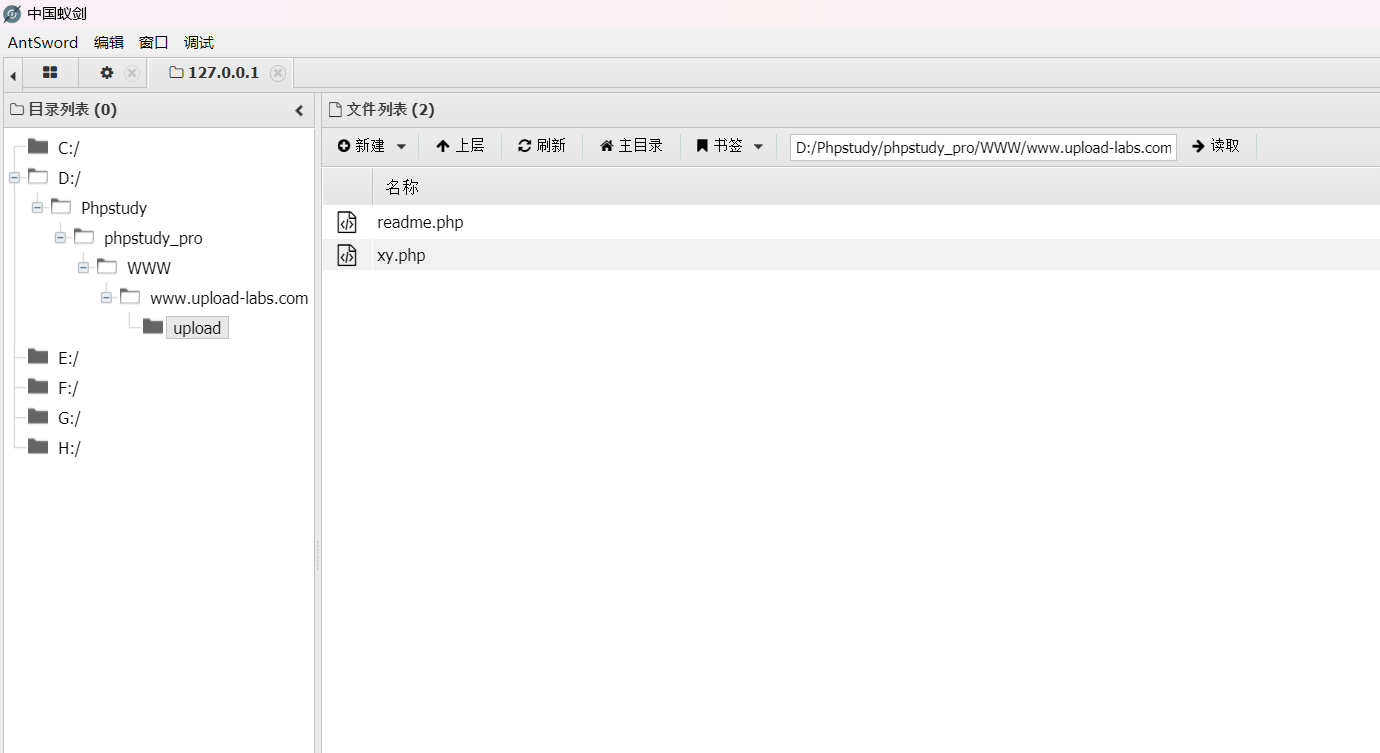 中国蚁剑
AntSword 编辑 窗口 调试
127.0.0.1
目录列表 (0)
文件列表 (2)
新建 上层 刷新 主目录 书签 D:/Phpstudy/phpstudy_pro/WWW/www.upload-labs.com 读取
名称
C:/
D:/
Phpstudy
phpstudy_pro
WWW
www.upload-labs.com
upload
E:/
F:/
G:/
H:/
readme.php
xy.php